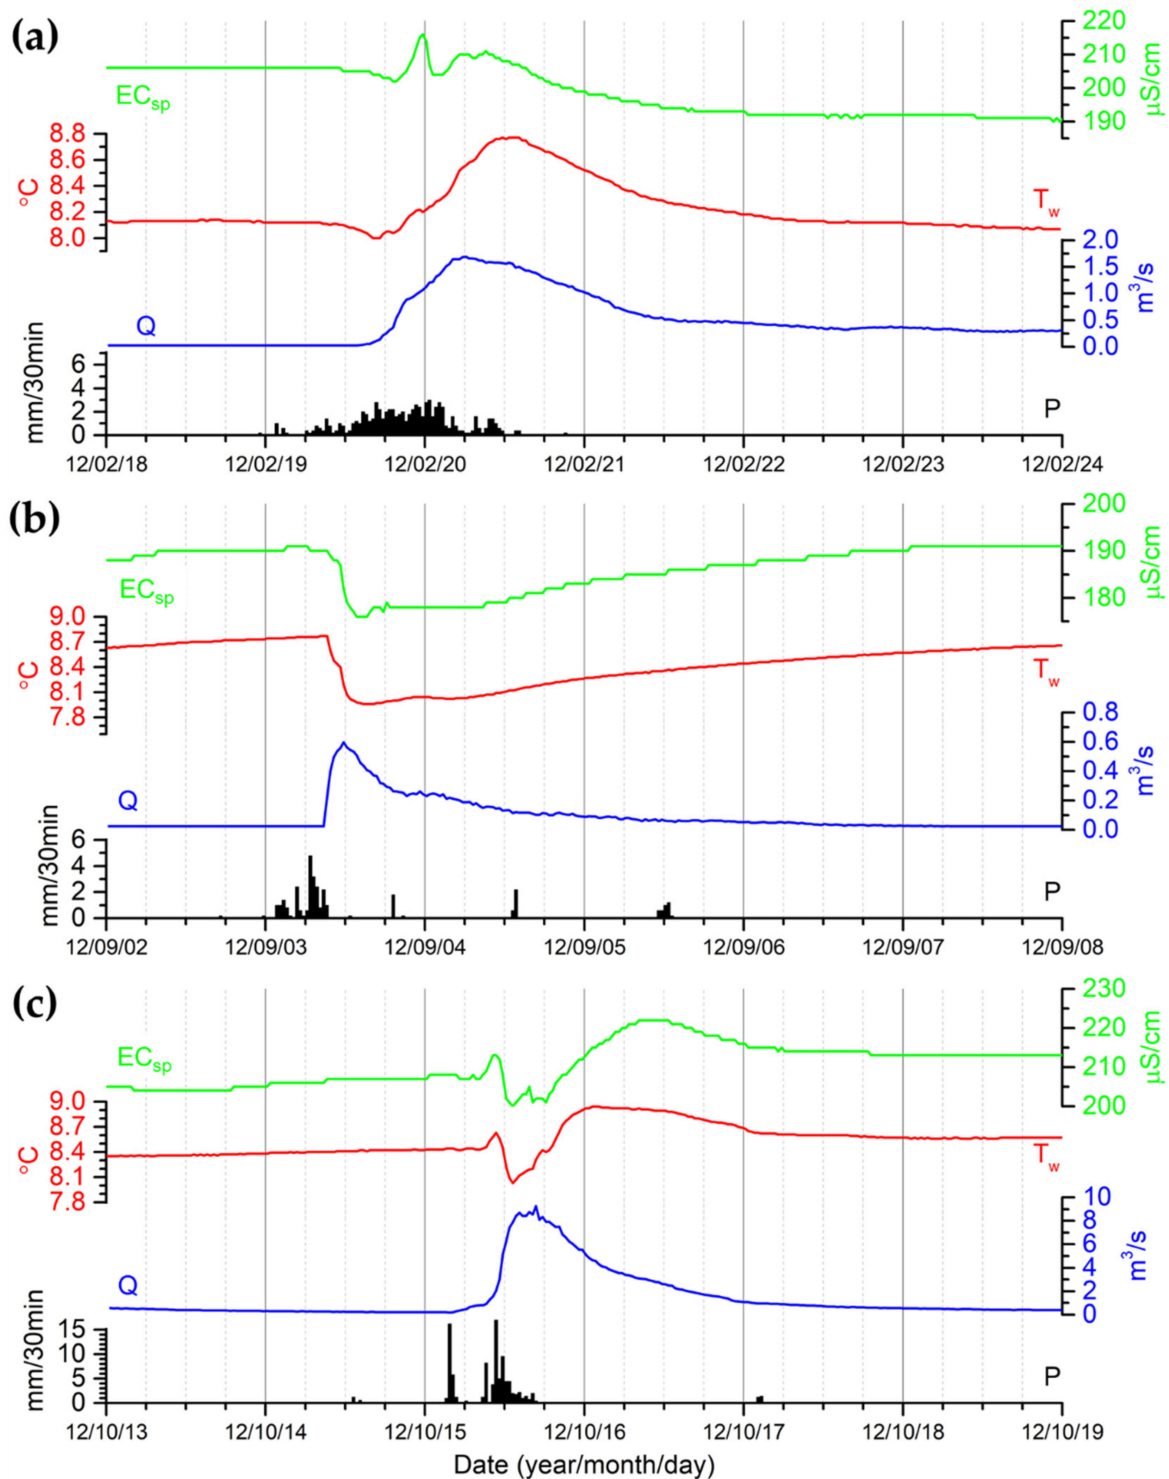 (a)
220
210
200
190
µS/cm
ECsp
8.8
8.6
8.4
8.2
8.0
°C
Tw
2.0
1.5
1.0
0.5
0.0
m³/s
Q
6
4
2
0
mm/30min
P
12/02/18 12/02/19 12/02/20 12/02/21 12/02/22 12/02/23 12/02/24
(b)
200
190
180
µS/cm
ECsp
9.0
8.7
8.4
8.1
7.8
°C
Tw
0.8
0.6
0.4
0.2
0.0
m³/s
Q
6
4
2
0
mm/30min
P
12/09/02 12/09/03 12/09/04 12/09/05 12/09/06 12/09/07 12/09/08
(c)
230
220
210
200
µS/cm
ECsp
9.0
8.7
8.4
8.1
7.8
°C
Tw
10
8
6
4
2
0
m³/s
Q
15
10
5
0
mm/30min
P
12/10/13 12/10/14 12/10/15 12/10/16 12/10/17 12/10/18 12/10/19
Date (year/month/day)